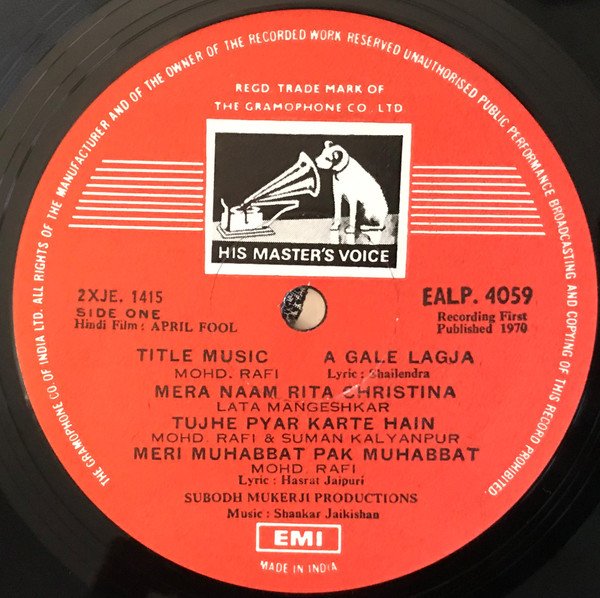 THE GRAMOPHONE CO OF INDIA LTD. ALL RIGHTS OF THE MANUFACTURER AND OF THE OWNER OF THE RECORDED WORK RESERVED UNAUTHORISED PUBLIC PERFORMANCE BROADCASTING AND COPYING OF THIS RECORD PROHIBITED.
REGD TRADE MARK OF
THE GRAMOPHONE CO. LTD.
HIS MASTER'S VOICE
2XJE. 1415
SIDE ONE
Hindi Film : APRIL FOOL
EALP. 4059
Recording First
Published 1970
TITLE MUSIC A GALE LAGJA
MOHD. RAFI Lyric : Shailendra
MERA NAAM RITA CHRISTINA
LATA MANGESHKAR
TUJHE PYAR KARTE HAIN
MOHD. RAFI & SUMAN KALYANPUR
MERI MUHABBAT PAK MUHABBAT
MOHD. RAFI
Lyric : Hasrat Jaipuri
SUBODH MUKERJI PRODUCTIONS
Music : Shankar Jaikishan
EMI
MADE IN INDIA